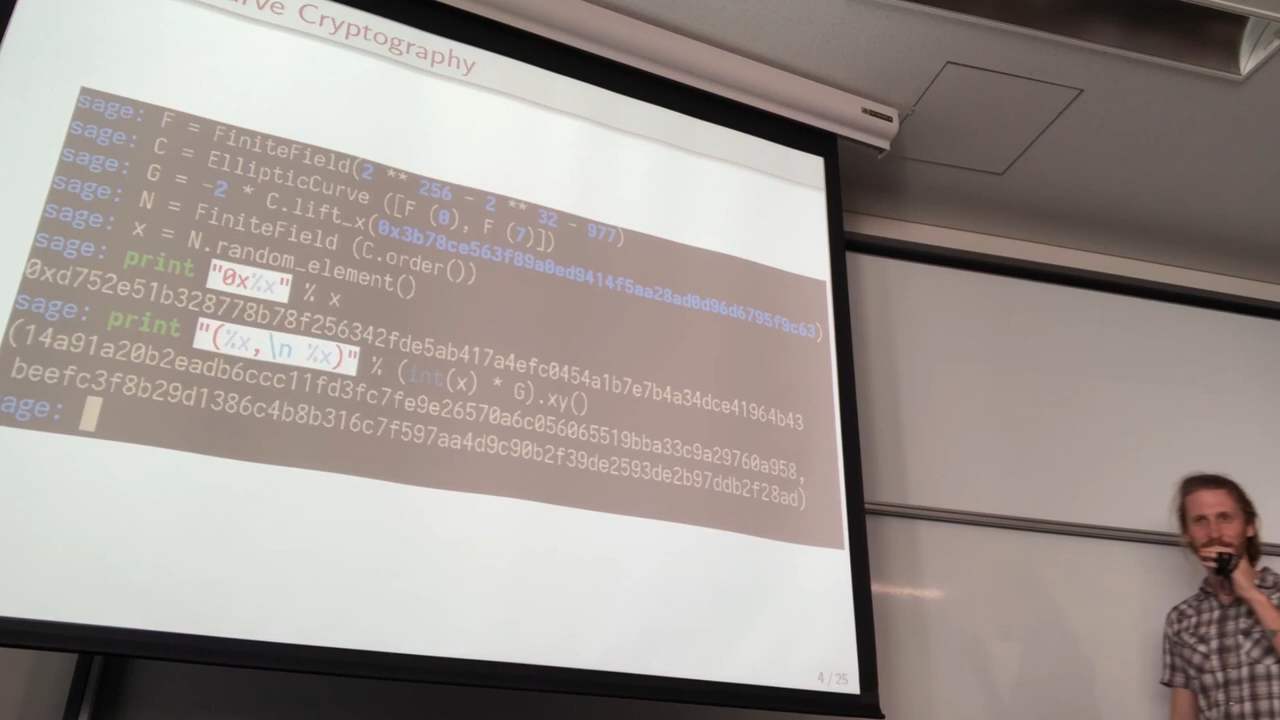 Cryptography
sage: F = FiniteField(2 ** 256 - 2 ** 32 - 977)
sage: C = EllipticCurve ([F (0), F (7)])
sage: G = -2 * C.lift_x(0x3b78ce563f89a0ed9414f5aa28ad0d96d6795f9c63)
sage: N = FiniteField (C.order())
sage: x = N.random_element()
sage: print "0x%x" % x
0xd752e51b328778b78f256342fde5ab417a4efc0454a1b7e7b4a34dce41964b43
sage: print "(%x,\n %x)" % (int(x) * G).xy()
(14a91a20b2eadb6ccc11fd3fc7fe9e26570a6c056065519bba33c9a29760a958,
beefc3f8b29d1386c4b8b316c7f597aa4d9c90b2f39de2593de2b97ddb2f28ad)
age:
4 / 25